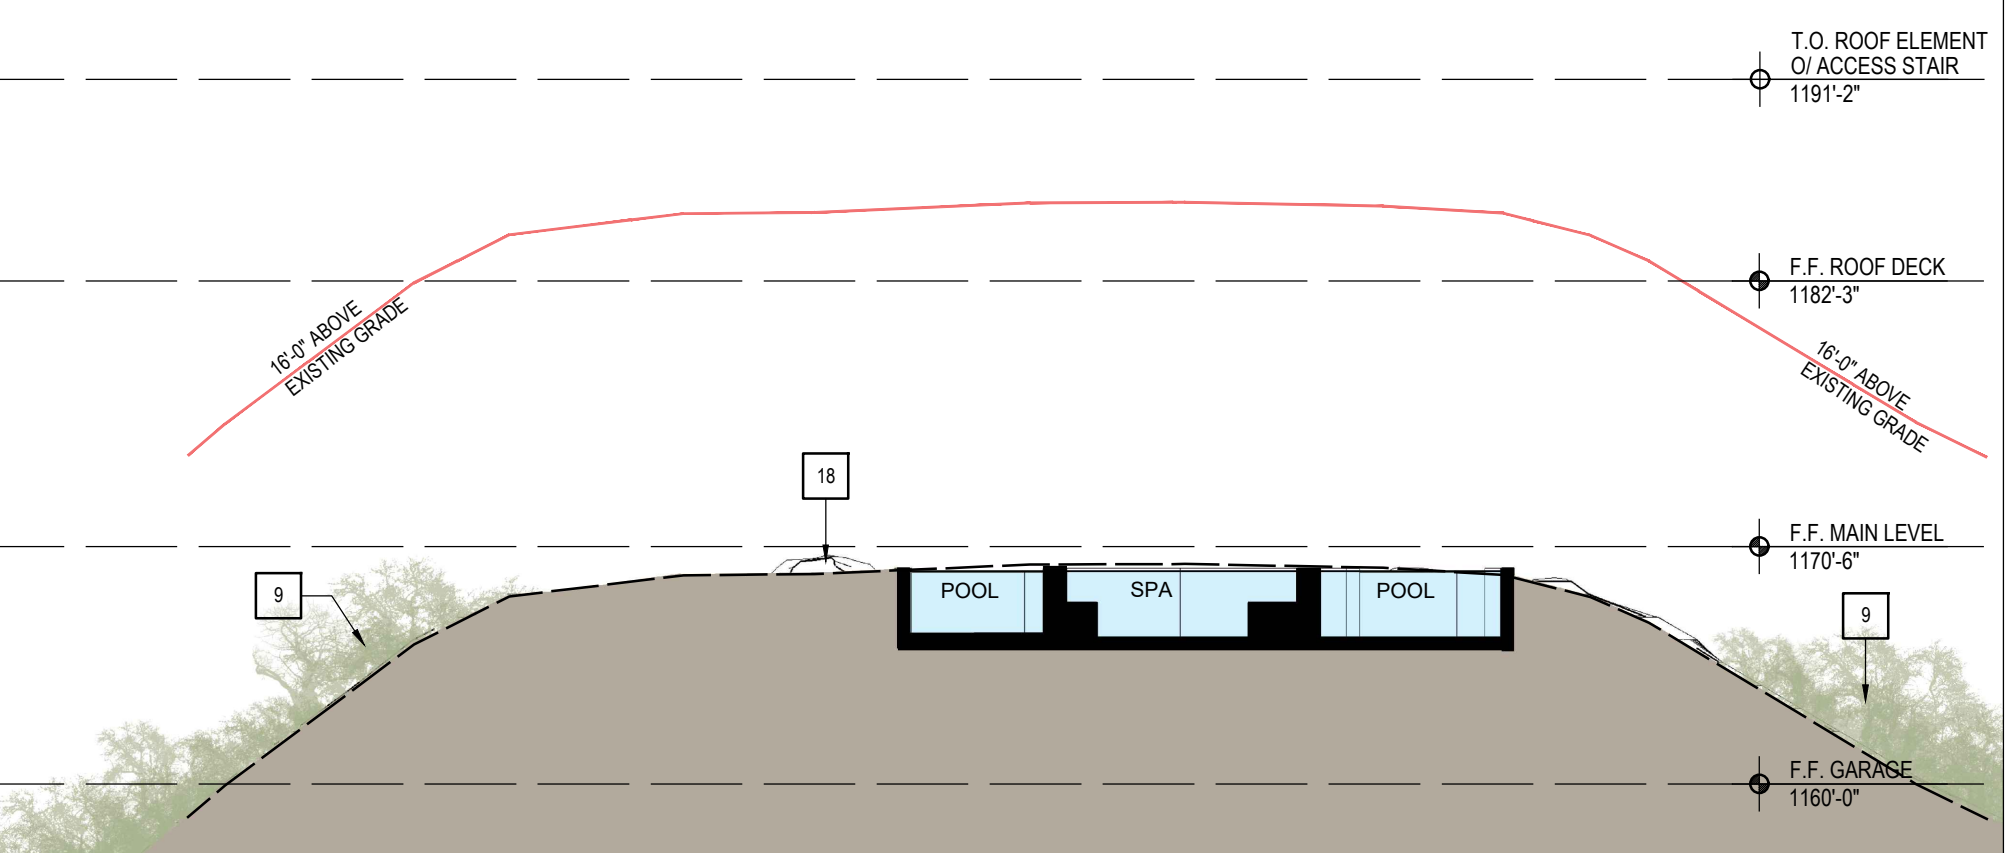 T.O. ROOF ELEMENT
O/ ACCESS STAIR
1191'-2"
F.F. ROOF DECK
1182'-3"
16'-0" ABOVE
EXISTING GRADE
16'-0" ABOVE
EXISTING GRADE
18
F.F. MAIN LEVEL
1170'-6"
9
POOL
SPA
POOL
9
F.F. GARAGE
1160'-0"